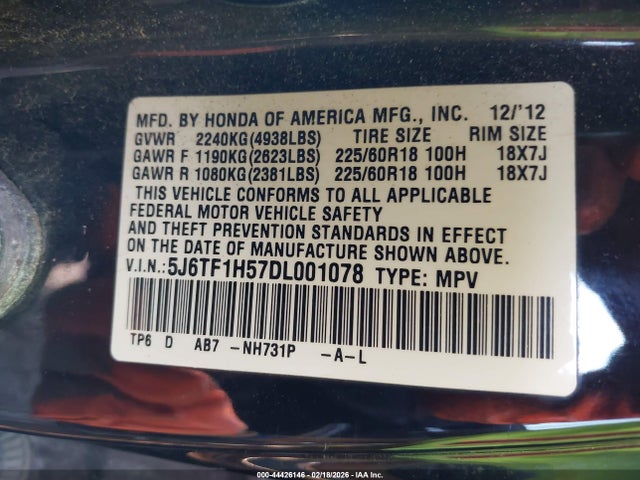 MFD. BY HONDA OF AMERICA MFG., INC. 12/'12
GVWR 2240KG(4938LBS) TIRE SIZE RIM SIZE
GAWR F 1190KG(2623LBS) 225/60R18 100H 18X7J
GAWR R 1080KG(2381LBS) 225/60R18 100H 18X7J
THIS VEHICLE CONFORMS TO ALL APPLICABLE
FEDERAL MOTOR VEHICLE SAFETY
AND THEFT PREVENTION STANDARDS IN EFFECT
ON THE DATE OF MANUFACTURE SHOWN ABOVE.
V.I.N.:5J6TF1H57DL001078 TYPE: MPV
TP6 D AB7 -NH731P -A-L
000-44426146 - 02/18/2026 - IAA Inc.